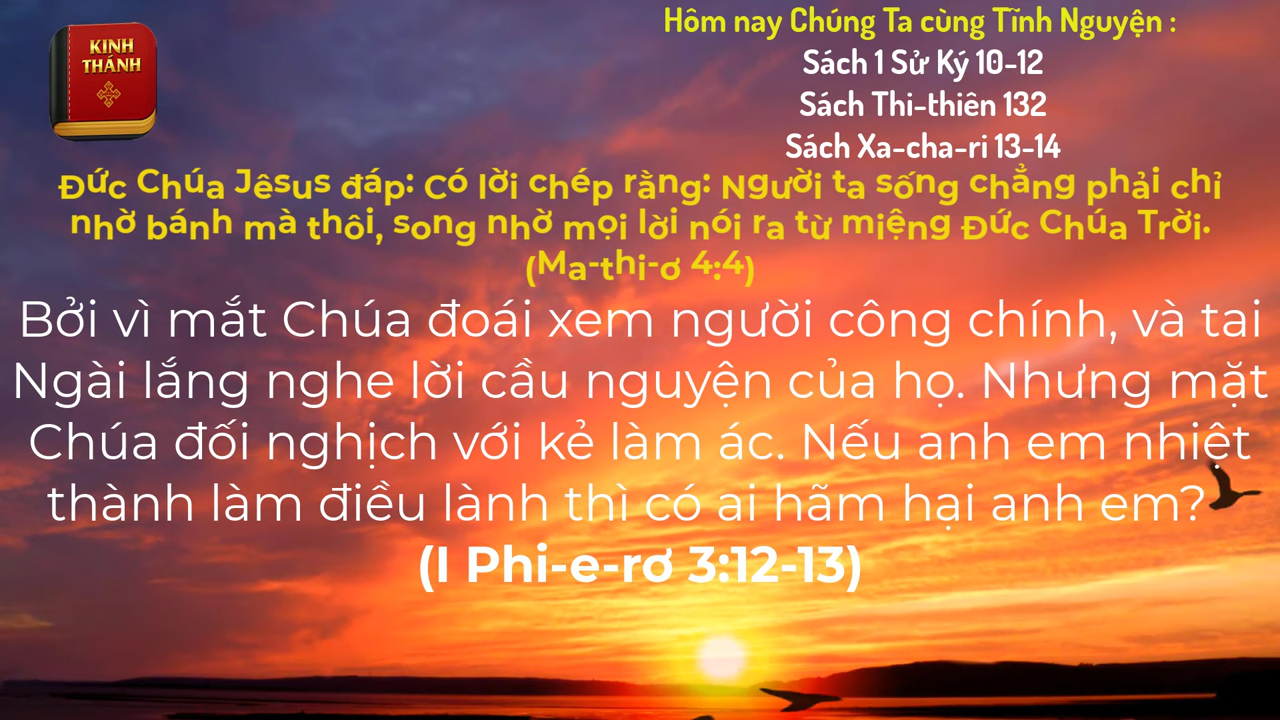 KINH
THÁNH
Hôm nay Chúng Ta cùng Tĩnh Nguyện :
Sách 1 Sử Ký 10-12
Sách Thi-thiên 132
Sách Xa-cha-ri 13-14
Đức Chúa Jêsus đáp: Có lời chép rằng: Người ta sống chẳng phải chỉ
nhờ bánh mà thôi, song nhờ mọi lời nói ra từ miệng Đức Chúa Trời.
(Ma-thi-ơ 4:4)
Bởi vì mắt Chúa đoái xem người công chính, và tai
Ngài lắng nghe lời cầu nguyện của họ. Nhưng mặt
Chúa đối nghịch với kẻ làm ác. Nếu anh em nhiệt
thành làm điều lành thì có ai hãm hại anh em?
(I Phi-e-rơ 3:12-13)